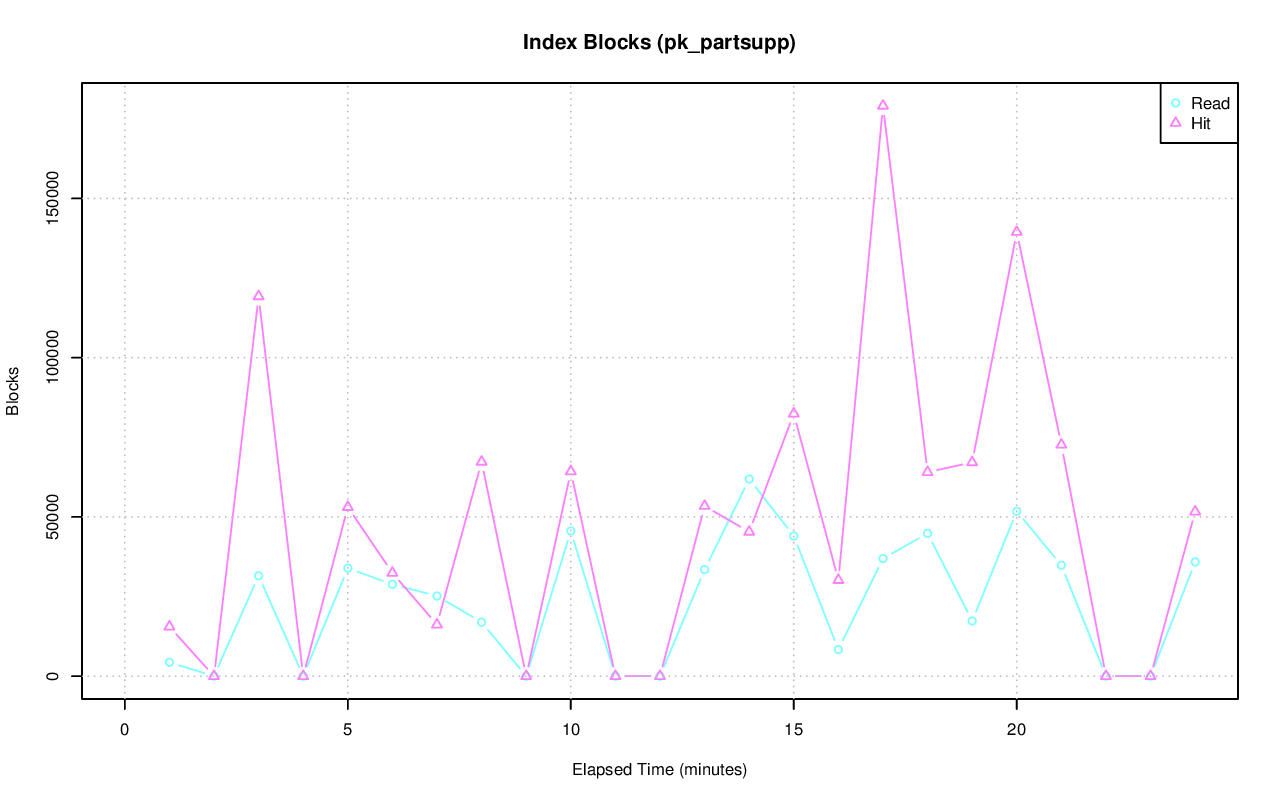 Index Blocks (pk_partsupp)
Read
Hit
Blocks
150000
100000
50000
0
0 5 10 15 20
Elapsed Time (minutes)